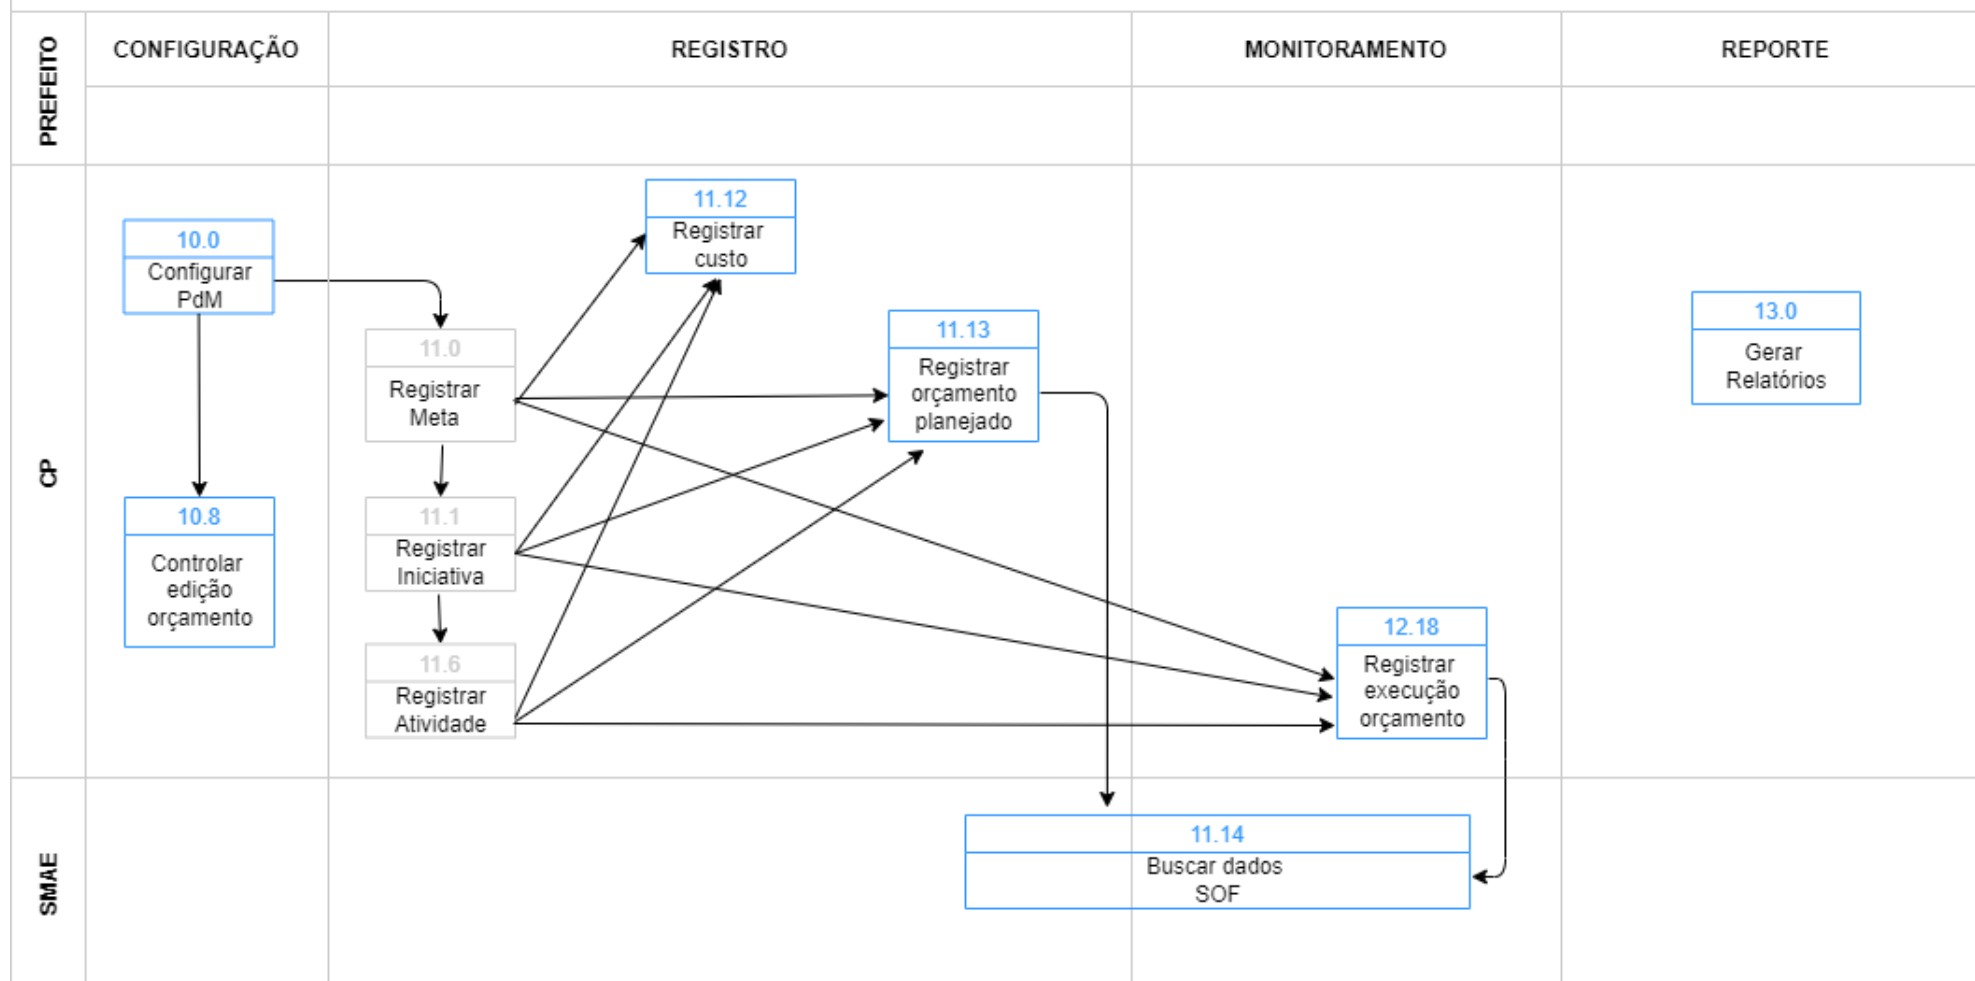 PREFEITO
CONFIGURAÇÃO
REGISTRO
MONITORAMENTO
REPORTE
CP
10.0
Configurar
PdM
10.8
Controlar
edição
orçamento
11.0
Registrar
Meta
11.1
Registrar
Iniciativa
11.6
Registrar
Atividade
11.12
Registrar
custo
11.13
Registrar
orçamento
planejado
12.18
Registrar
execução
orçamento
13.0
Gerar
Relatórios
SMAE
11.14
Buscar dados
SOF